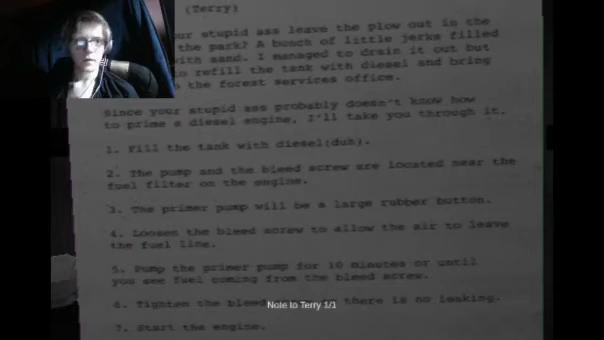 (Terry)
your stupid ass leave the plow out in the
the park? A bunch of little jerks filled
with sand. I managed to drain it out but
to refill the tank with diesel and bring
the forest services office.
Since your stupid ass probably doesn't know how
to prime a diesel engine, I'll take you through it.
1. Fill the tank with diesel(duh).
2. The pump and the bleed screw are located near the
fuel filter on the engine.
3. The primer pump will be a large rubber button.
4. Loosen the bleed screw to allow the air to leave
the fuel line.
5. Pump the primer pump for 10 minutes or until
you see fuel coming from the bleed screw.
6. Tighten the bleed there is no leaking.
Note to Terry 1/1
7. Start the engine.